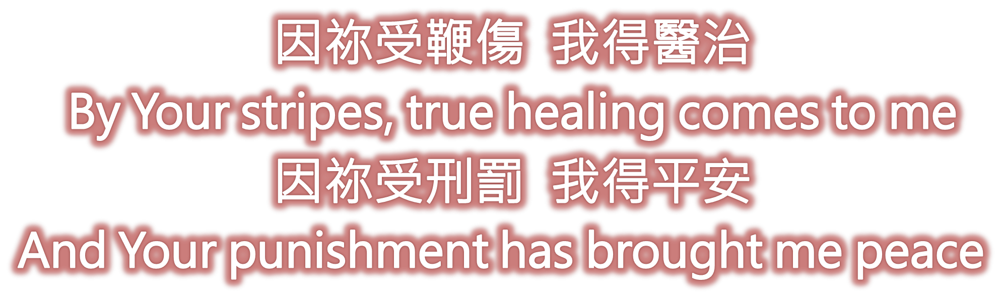 因祢受鞭傷 我得醫治
By Your stripes, true healing comes to me
因祢受刑罰 我得平安
And Your punishment has brought me peace